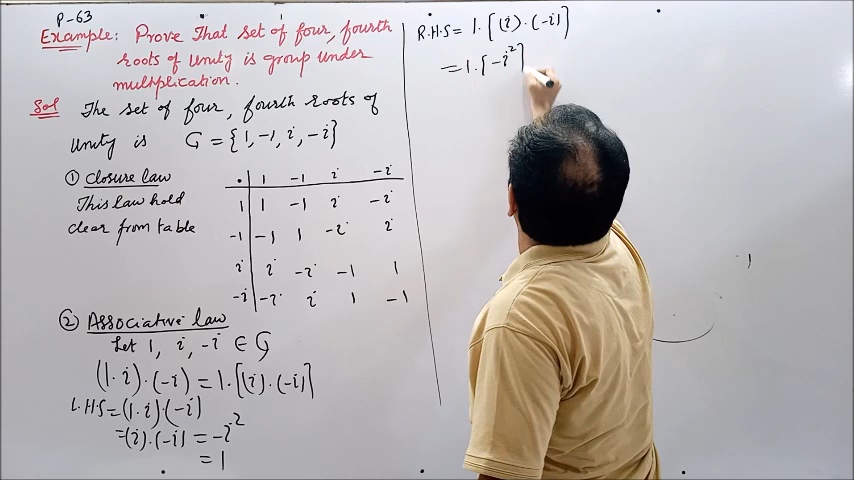 P-63
Example: Prove That set of four, fourth
roots of Unity is group under
multiplication.
Sol The set of four, fourth roots of
Unity is G = {1, -1, i, -i}
① closure law
This law hold
clear from table
. 1 -1 i -i
1 1 -1 i -i
-1 -1 1 -i i
i i -i -1 1
-i -i i 1 -1
② Associative law
Let 1, i, -i ∈ G
(1·i)·(-i) = 1·[(i)·(-i)]
L.H.S = (1·i)·(-i)
= (i)·(-i) = -i²
= 1
R.H.S = 1·[(i)·(-i)]
= 1·[-i²]